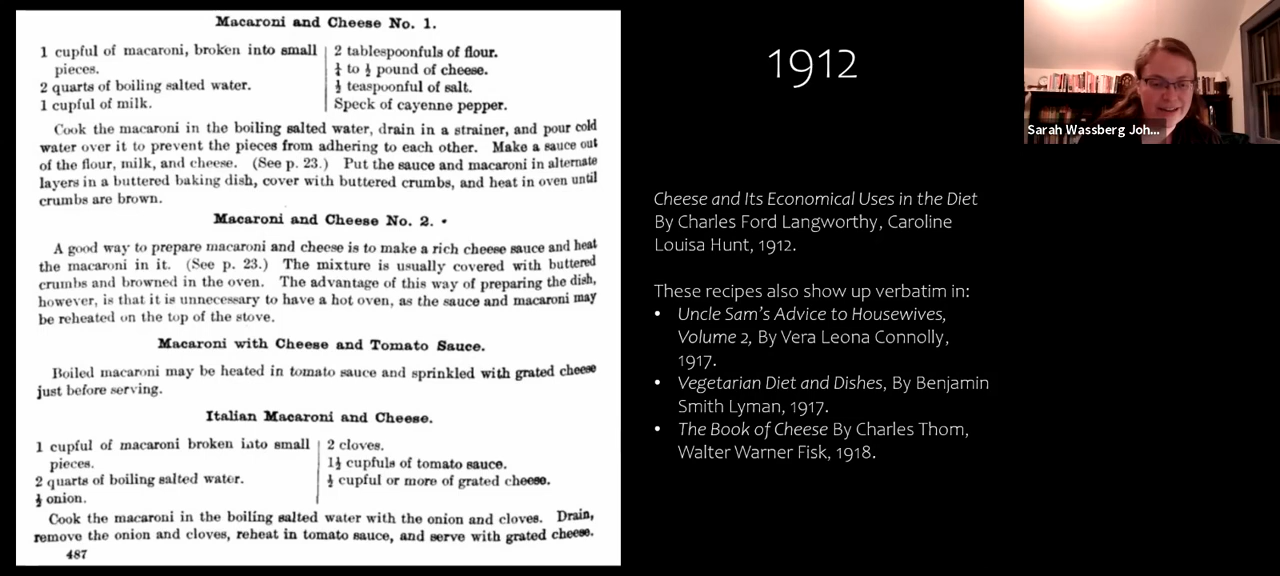 Macaroni and Cheese No. 1.
1 cupful of macaroni, broken into small
pieces.
2 quarts of boiling salted water.
1 cupful of milk.
2 tablespoonfuls of flour.
¼ to ½ pound of cheese.
½ teaspoonful of salt.
Speck of cayenne pepper.
Cook the macaroni in the boiling salted water, drain in a strainer, and pour cold
water over it to prevent the pieces from adhering to each other. Make a sauce out
of the flour, milk, and cheese. (See p. 23.) Put the sauce and macaroni in alternate
layers in a buttered baking dish, cover with buttered crumbs, and heat in oven until
crumbs are brown.
Macaroni and Cheese No. 2.
A good way to prepare macaroni and cheese is to make a rich cheese sauce and heat
the macaroni in it. (See p. 23.) The mixture is usually covered with buttered
crumbs and browned in the oven. The advantage of this way of preparing the dish,
however, is that it is unnecessary to have a hot oven, as the sauce and macaroni may
be reheated on the top of the stove.
Macaroni with Cheese and Tomato Sauce.
Boiled macaroni may be heated in tomato sauce and sprinkled with grated cheese
just before serving.
Italian Macaroni and Cheese.
1 cupful of macaroni broken into small
pieces.
2 quarts of boiling salted water.
½ onion.
2 cloves.
1½ cupfuls of tomato sauce.
½ cupful or more of grated cheese.
Cook the macaroni in the boiling salted water with the onion and cloves. Drain,
remove the onion and cloves, reheat in tomato sauce, and serve with grated cheese.
487
1912
Cheese and Its Economical Uses in the Diet
By Charles Ford Langworthy, Caroline
Louisa Hunt, 1912.
These recipes also show up verbatim in:
• Uncle Sam's Advice to Housewives,
Volume 2, By Vera Leona Connolly,
1917.
• Vegetarian Diet and Dishes, By Benjamin
Smith Lyman, 1917.
• The Book of Cheese By Charles Thom,
Walter Warner Fisk, 1918.
Sarah Wassberg Joh...